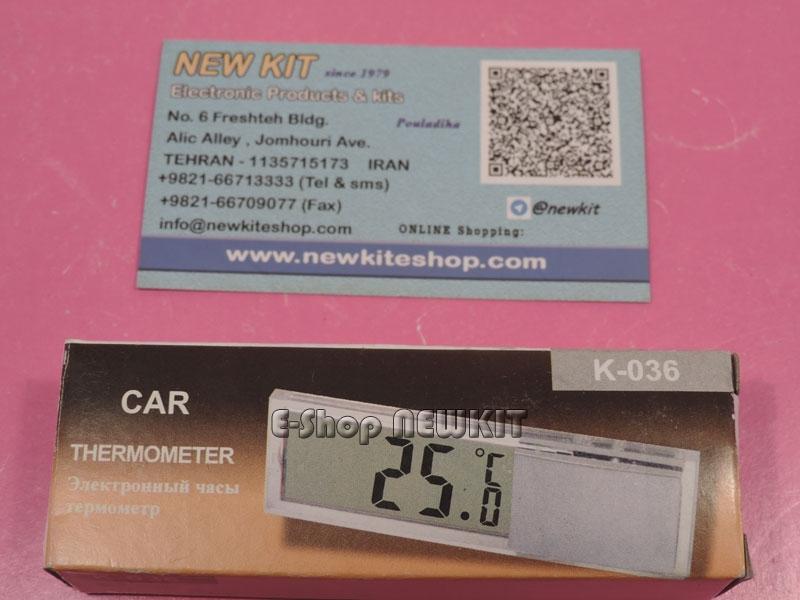 NEW KIT since 1979
Electronic Products & kits
No. 6 Freshteh Bldg. Pouladiha
Alic Alley , Jomhouri Ave.
TEHRAN - 1135715173 IRAN
+9821-66713333 (Tel & sms)
+9821-66709077 (Fax)
@newkit
info@newkiteshop.com ONLINE Shopping:
www.newkiteshop.com
K-036
CAR
E-Shop NEWKIT
THERMOMETER
25.0 °C
Электронный часы
термометр